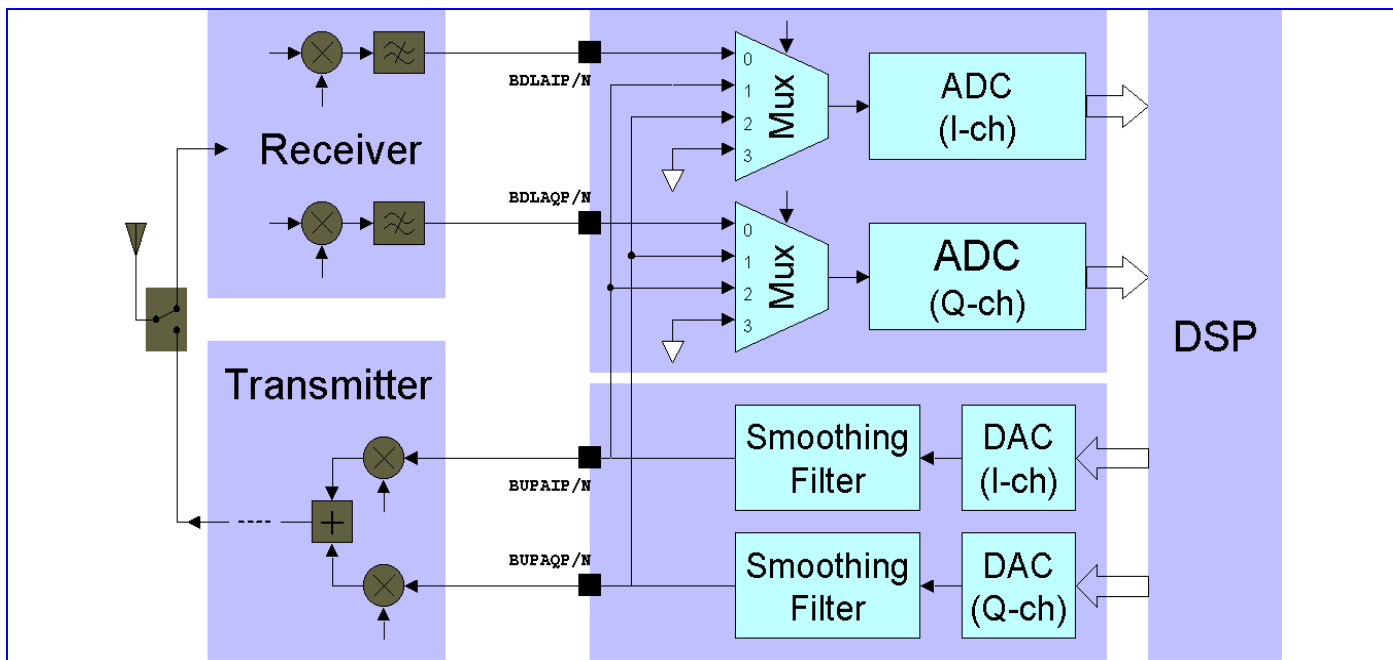 BDLAIP/N
0
1
2
3
Mux
ADC
(I-ch)
Receiver
BDLAQP/N
0
1
2
3
Mux
ADC
(Q-ch)
DSP
Transmitter
BUPAIP/N
Smoothing
Filter
DAC
(I-ch)
+
BUPAQP/N
Smoothing
Filter
DAC
(Q-ch)